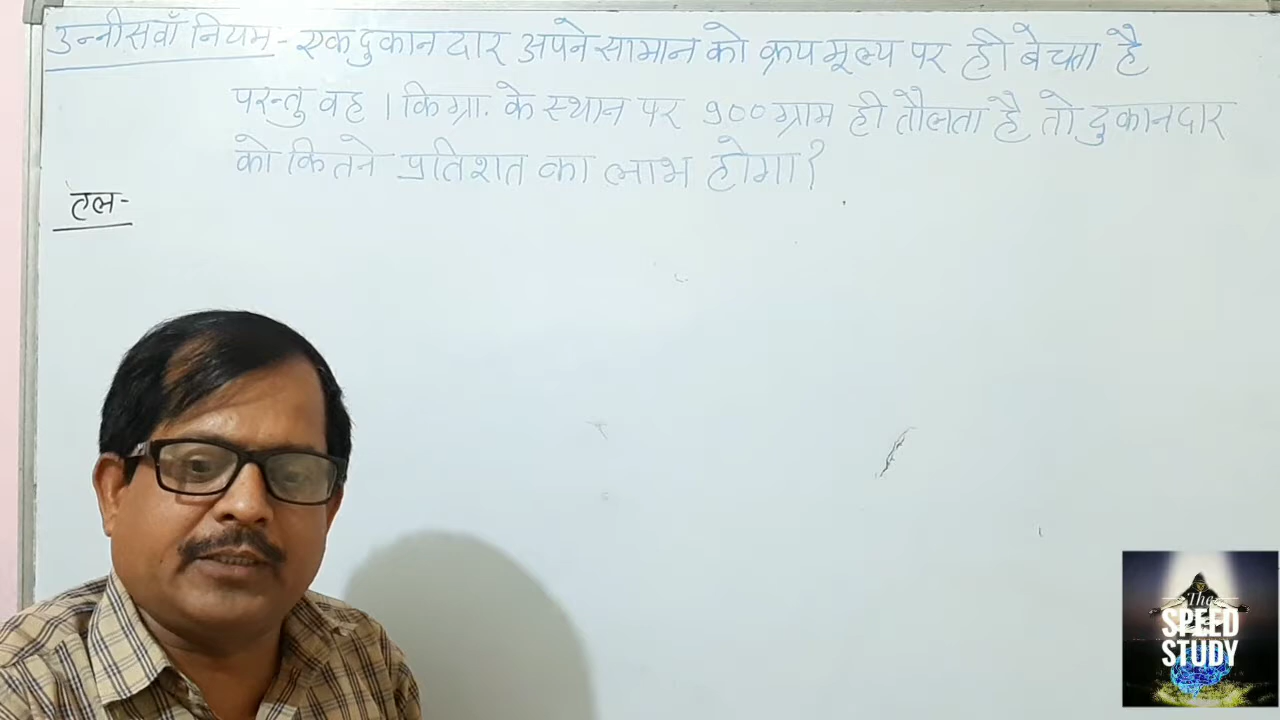 उन्नीसवाँ नियम- एक दुकानदार अपने सामान को क्रय मूल्य पर ही बेचता है
परन्तु वह 1 कि.ग्रा. के स्थान पर 900 ग्राम ही तौलता है तो दुकानदार
को कितने प्रतिशत का लाभ होगा?
हल-
The
SPEED
STUDY